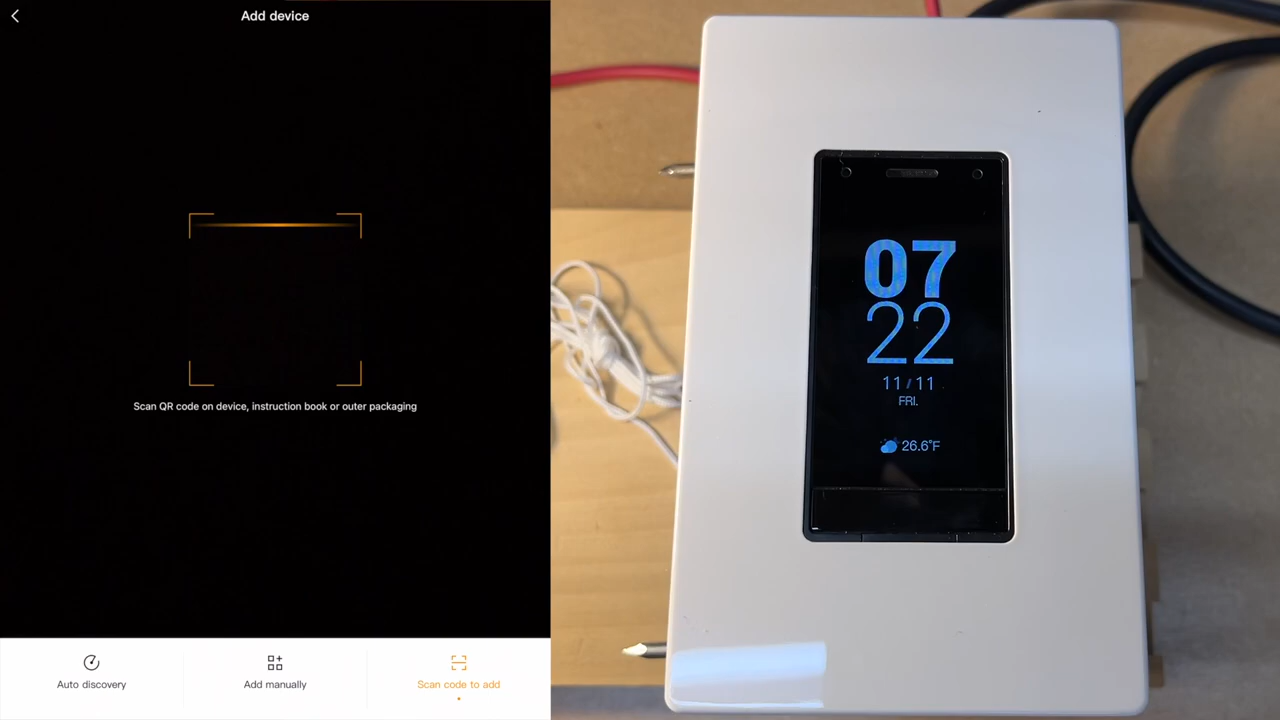 Add device
Scan QR code on device, instruction book or outer packaging
Auto discovery
Add manually
Scan code to add
07
22
11/11
FRI.
26.6°F